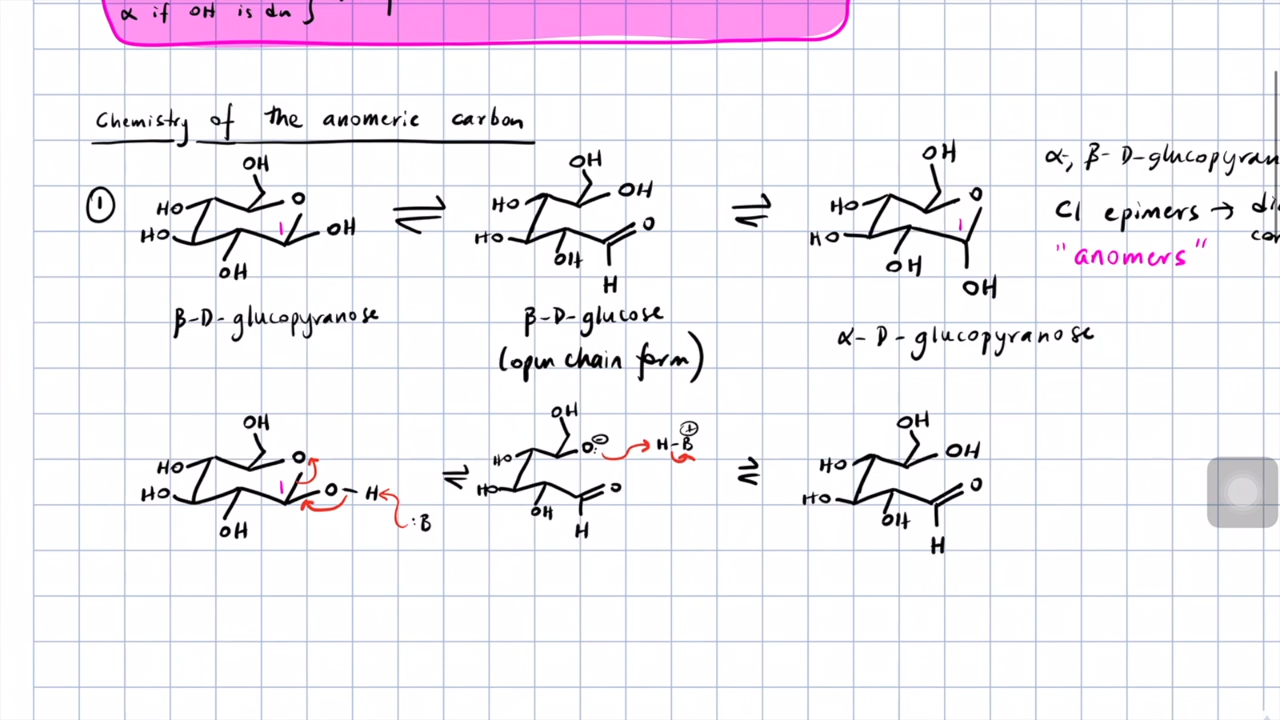 α if OH is dn }
Chemistry of the anomeric carbon
①
OH
HO
O
HO
1
OH
OH
⇌
OH
HO
OH
HO
O
OH
H
⇌
OH
HO
O
HO
1
OH
OH
α-, β- D-glucopyran
C1 epimers →
"anomers"
β-D-glucopyranose
β-D-glucose
(open chain form)
α-D-glucopyranose
OH
HO
O
HO
1
O-H
:B
OH
⇌
OH
HO
O:⊖
H-B⊕
HO
O
OH
H
⇌
OH
HO
OH
HO
O
OH
H